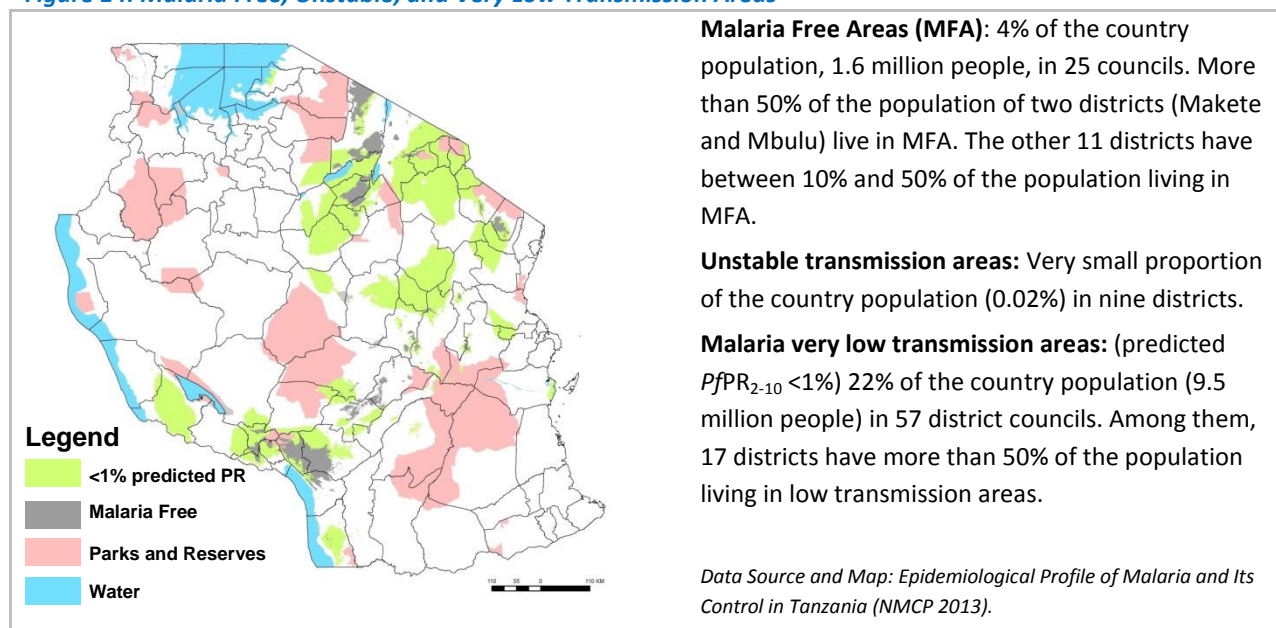 Malaria Free Areas (MFA): 4% of the country
population, 1.6 million people, in 25 councils. More
than 50% of the population of two districts (Makete
and Mbulu) live in MFA. The other 11 districts have
between 10% and 50% of the population living in
MFA.
Unstable transmission areas: Very small proportion
of the country population (0.02%) in nine districts.
Malaria very low transmission areas: (predicted
PfPR2-10 <1%) 22% of the country population (9.5
million people) in 57 district councils. Among them,
17 districts have more than 50% of the population
living in low transmission areas.
Data Source and Map: Epidemiological Profile of Malaria and Its
Control in Tanzania (NMCP 2013).
Legend
<1% predicted PR
Malaria Free
Parks and Reserves
Water
110 55 0 110 KM